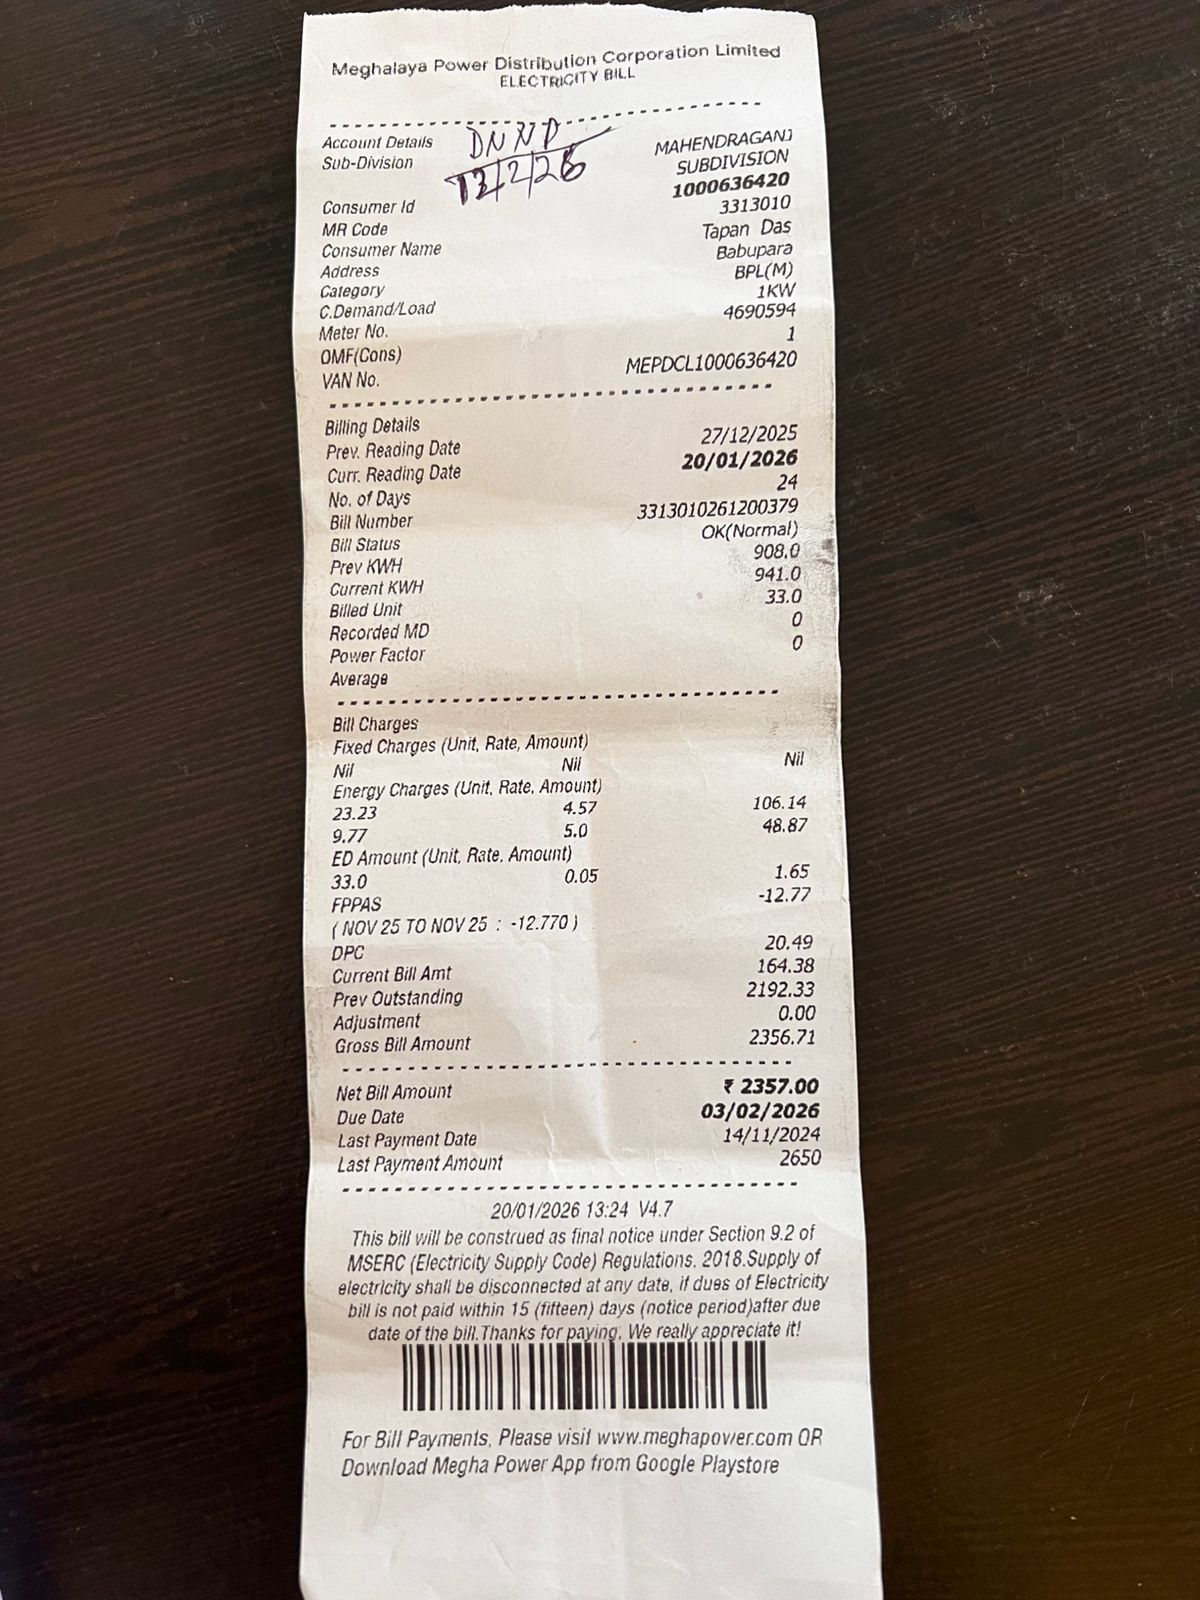 Meghalaya Power Distribution Corporation Limited
ELECTRICITY BILL
Account Details
DNND
Sub-Division MAHENDRAGANJ
SUBDIVISION
12/2/26
Consumer Id 1000636420
MR Code 3313010
Consumer Name Tapan Das
Address Babupara
Category BPL(M)
C.Demand/Load 1KW
Meter No. 4690594
OMF(Cons) 1
VAN No. MEPDCL1000636420
Billing Details
Prev. Reading Date 27/12/2025
Curr. Reading Date 20/01/2026
No. of Days 24
Bill Number 3313010261200379
Bill Status OK(Normal)
Prev KWH 908.0
Current KWH 941.0
Billed Unit 33.0
Recorded MD 0
Power Factor 0
Average
Bill Charges
Fixed Charges (Unit, Rate, Amount)
Nil Nil Nil
Energy Charges (Unit, Rate, Amount)
23.23 4.57 106.14
9.77 5.0 48.87
ED Amount (Unit, Rate, Amount)
33.0 0.05 1.65
FPPAS -12.77
( NOV 25 TO NOV 25 : -12.770 )
DPC 20.49
Current Bill Amt 164.38
Prev Outstanding 2192.33
Adjustment 0.00
Gross Bill Amount 2356.71
Net Bill Amount ₹ 2357.00
Due Date 03/02/2026
Last Payment Date 14/11/2024
Last Payment Amount 2650
20/01/2026 13:24 V4.7
This bill will be construed as final notice under Section 9.2 of
MSERC (Electricity Supply Code) Regulations, 2018.Supply of
electricity shall be disconnected at any date, if dues of Electricity
bill is not paid within 15 (fifteen) days (notice period)after due
date of the bill.Thanks for paying. We really appreciate it!
For Bill Payments, Please visit www.meghapower.com OR
Download Megha Power App from Google Playstore